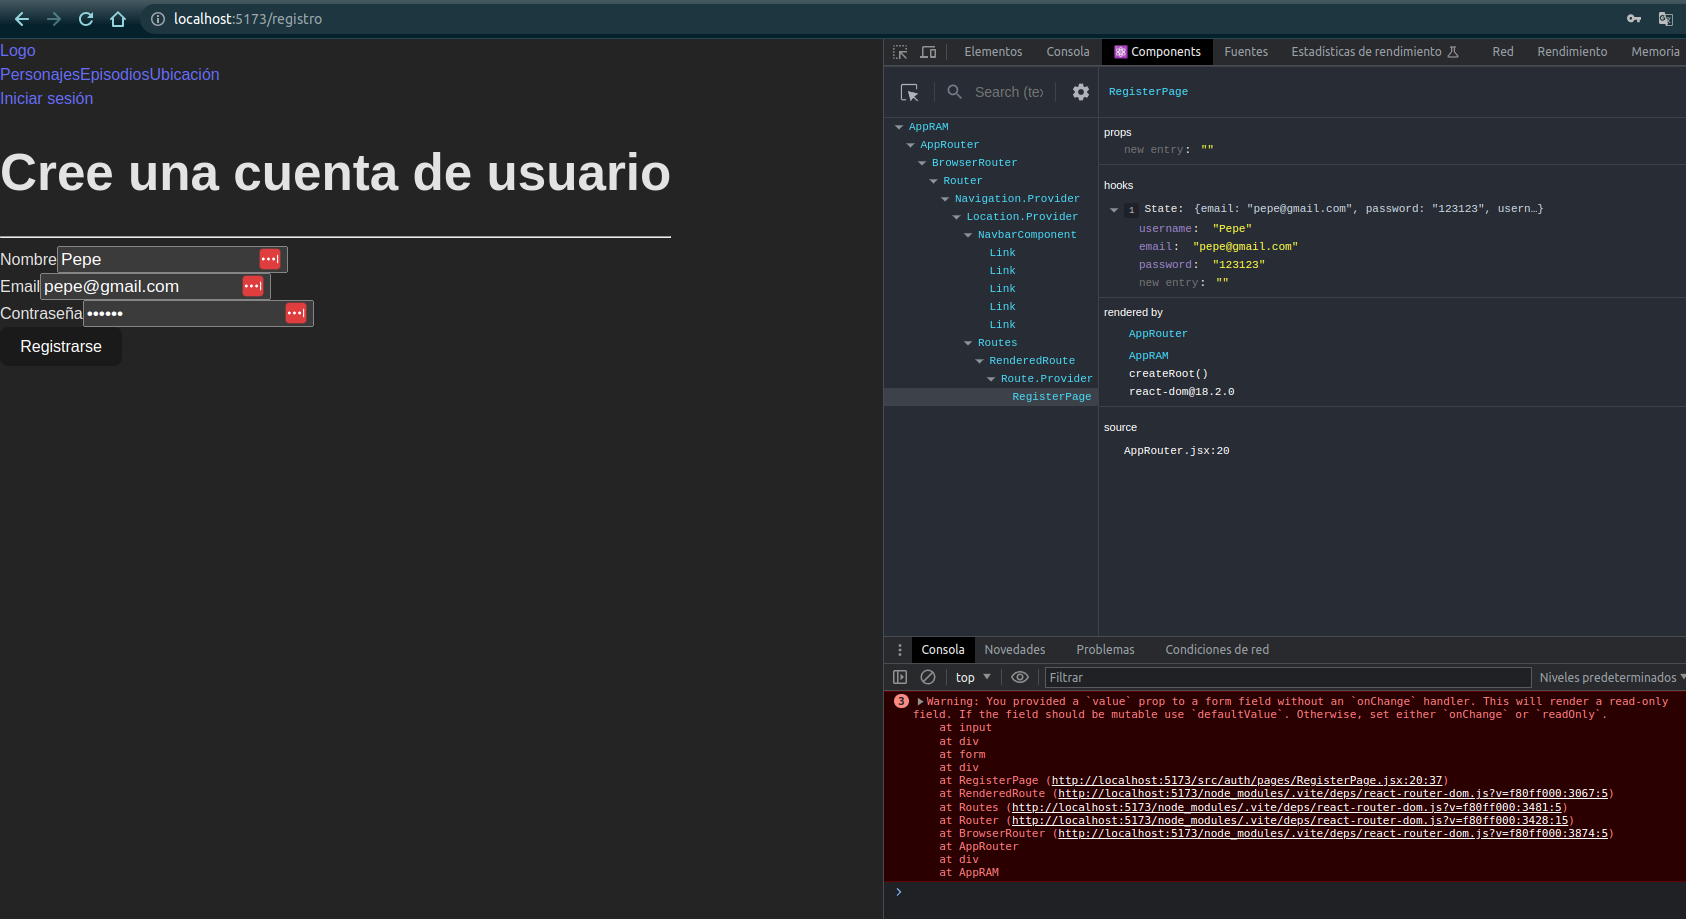 localhost:5173/registro
Logo
PersonajesEpisodiosUbicación
Iniciar sesión
Cree una cuenta de usuario
Nombre Pepe
Email pepe@gmail.com
Contraseña ••••••
Registrarse
Elementos Consola Components Fuentes Estadísticas de rendimiento Red Rendimiento Memoria
Search (te
RegisterPage
AppRAM
AppRouter
BrowserRouter
Router
Navigation.Provider
Location.Provider
NavbarComponent
Link
Link
Link
Link
Link
Routes
RenderedRoute
Route.Provider
RegisterPage
props
new entry: ""
hooks
1 State: {email: "pepe@gmail.com", password: "123123", usern…}
username: "Pepe"
email: "pepe@gmail.com"
password: "123123"
new entry: ""
rendered by
AppRouter
AppRAM
createRoot()
react-dom@18.2.0
source
AppRouter.jsx:20
Consola Novedades Problemas Condiciones de red
top Filtrar Niveles predeterminados
3 Warning: You provided a `value` prop to a form field without an `onChange` handler. This will render a read-only
field. If the field should be mutable use `defaultValue`. Otherwise, set either `onChange` or `readOnly`.
at input
at div
at form
at div
at RegisterPage (http://localhost:5173/src/auth/pages/RegisterPage.jsx:20:37)
at RenderedRoute (http://localhost:5173/node_modules/.vite/deps/react-router-dom.js?v=f80ff000:3067:5)
at Routes (http://localhost:5173/node_modules/.vite/deps/react-router-dom.js?v=f80ff000:3481:5)
at Router (http://localhost:5173/node_modules/.vite/deps/react-router-dom.js?v=f80ff000:3428:15)
at BrowserRouter (http://localhost:5173/node_modules/.vite/deps/react-router-dom.js?v=f80ff000:3874:5)
at AppRouter
at div
at AppRAM